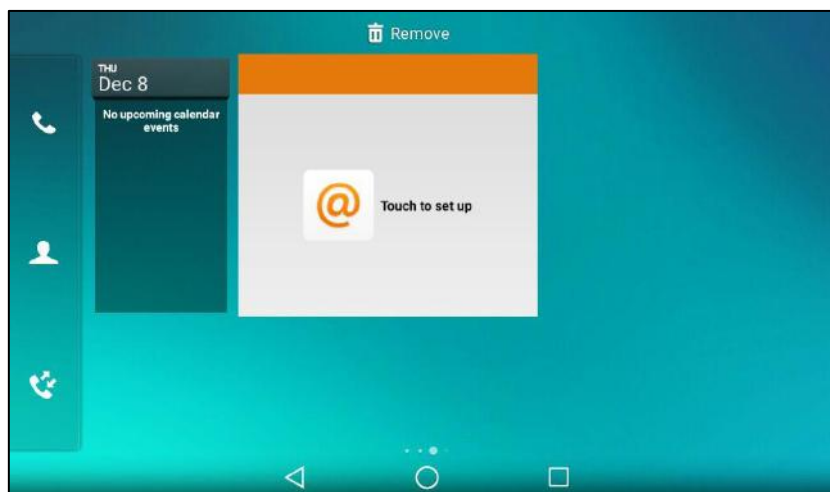 Remove
THU
Dec 8
No upcoming calendar
events
@
Touch to set up